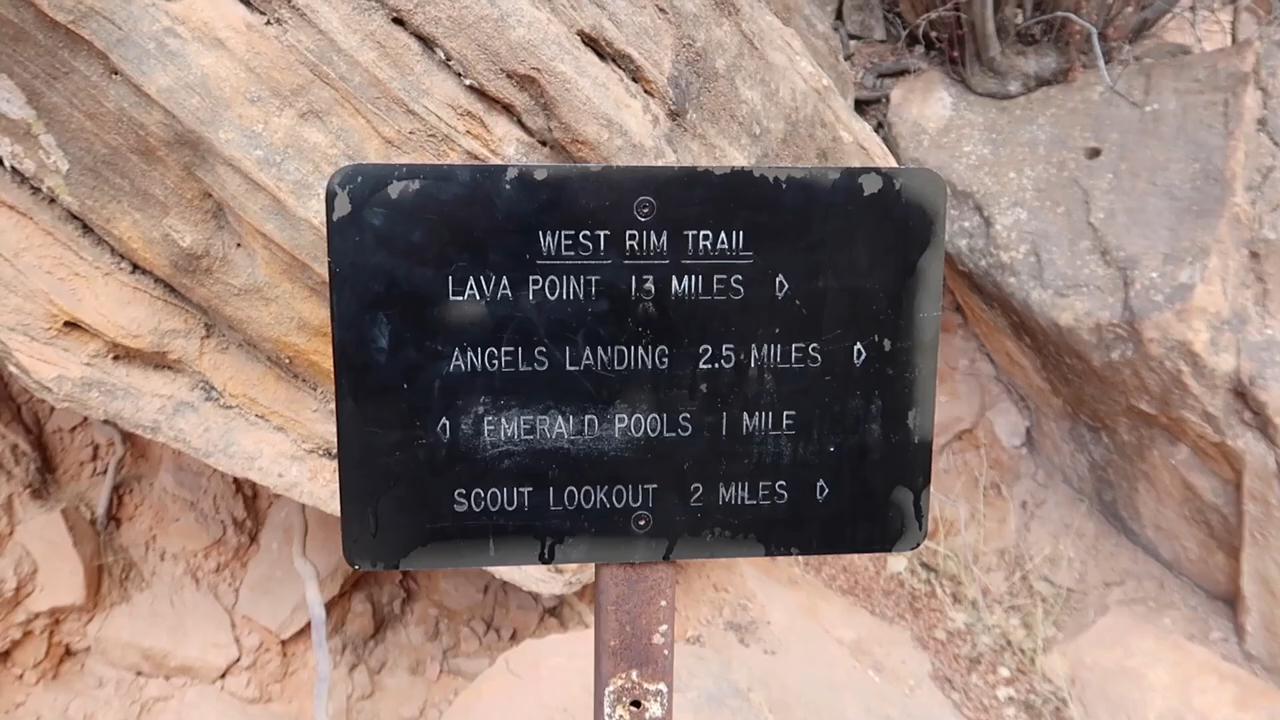 WEST RIM TRAIL
LAVA POINT 13 MILES
ANGELS LANDING 2.5 MILES
EMERALD POOLS 1 MILE
SCOUT LOOKOUT 2 MILES